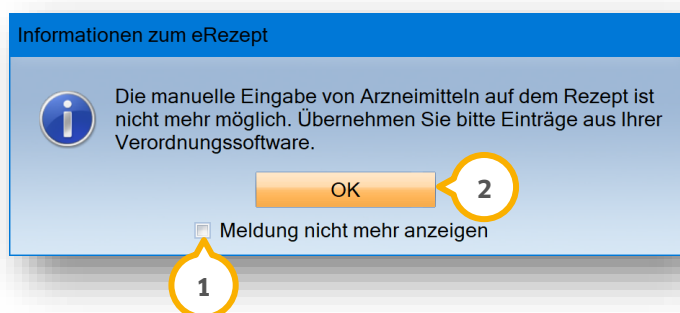 Informationen zum eRezept
Die manuelle Eingabe von Arzneimitteln auf dem Rezept ist
nicht mehr möglich. Übernehmen Sie bitte Einträge aus Ihrer
Verordnungssoftware.
OK
2
Meldung nicht mehr anzeigen
1